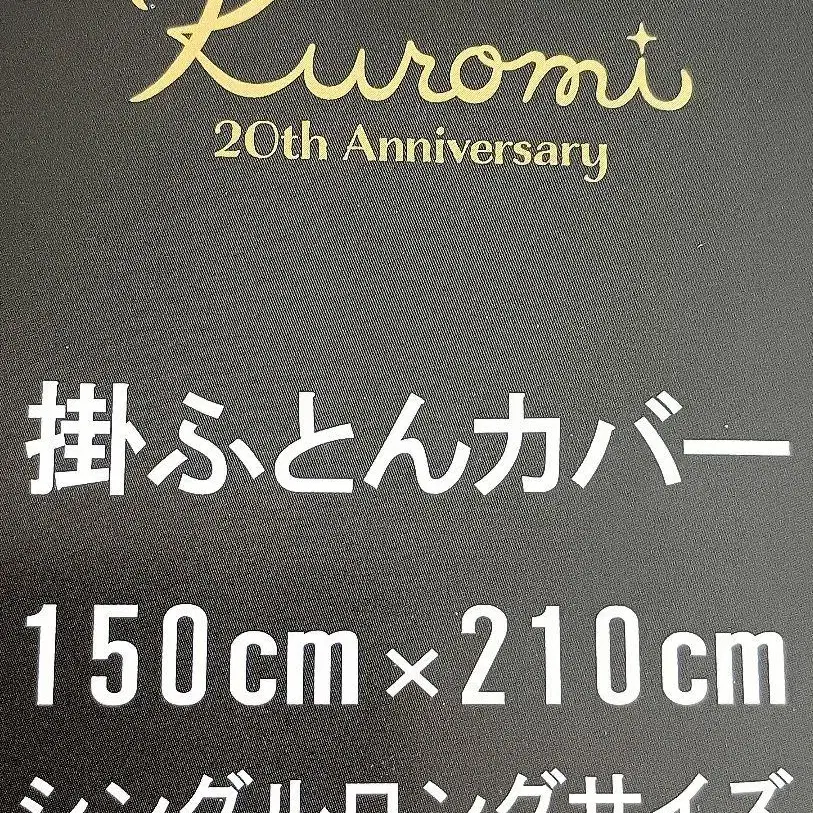 Kuromi
20th Anniversary
掛ふとんカバー
150cm×210cm
シングルロングサイズ